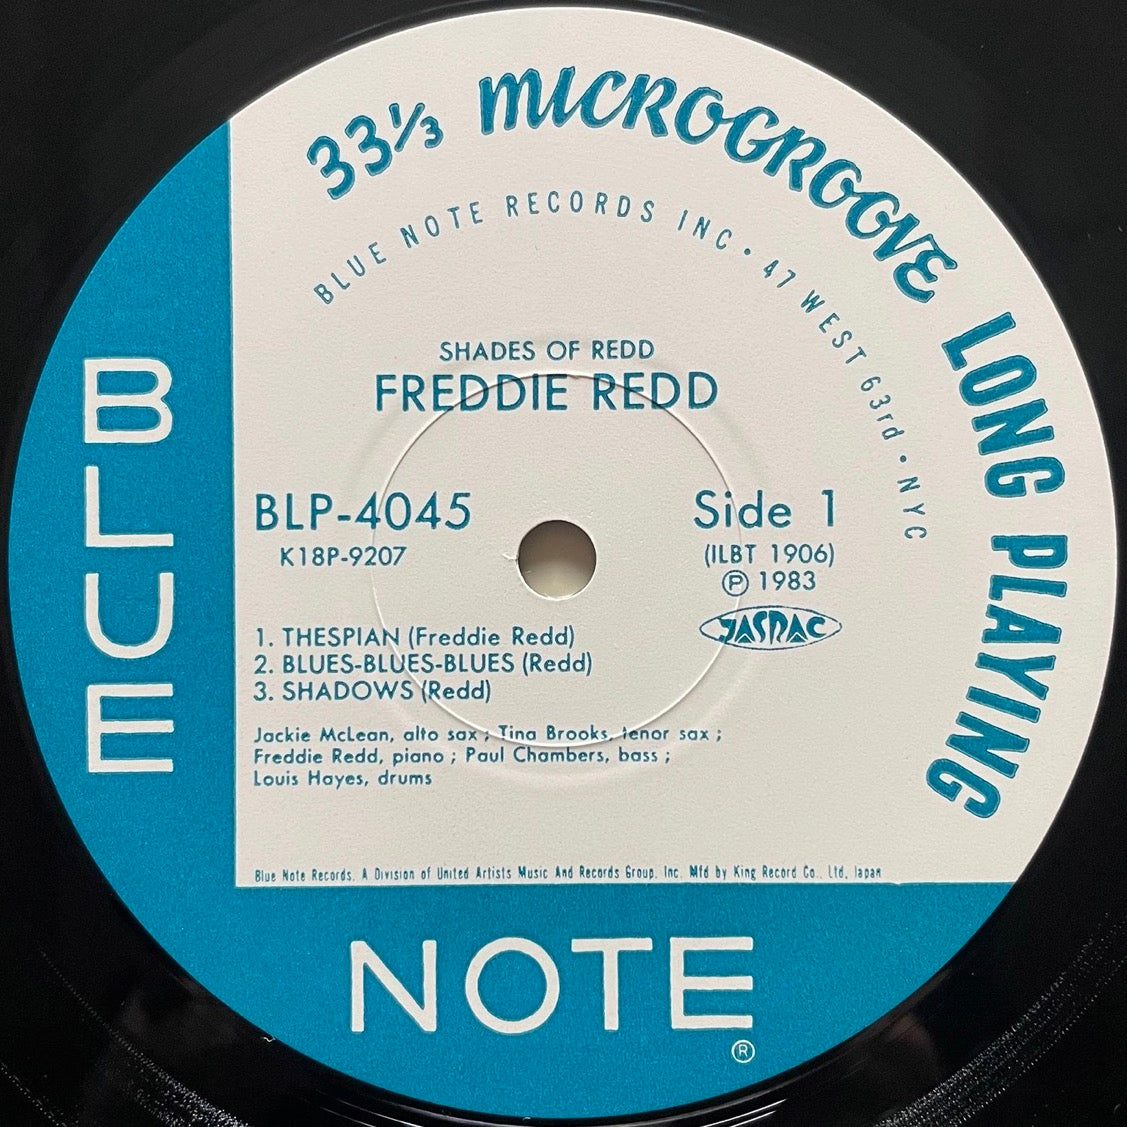 33⅓ MICROGROOVE LONG PLAYING
BLUE NOTE RECORDS INC • 47 WEST 63rd • NYC
SHADES OF REDD
FREDDIE REDD
BLP-4045
K18P-9207
Side 1
(ILBT 1906)
Ⓟ 1983
JASRAC
1. THESPIAN (Freddie Redd)
2. BLUES-BLUES-BLUES (Redd)
3. SHADOWS (Redd)
Jackie McLean, alto sax ; Tina Brooks, tenor sax ;
Freddie Redd, piano ; Paul Chambers, bass ;
Louis Hayes, drums
Blue Note Records. A Division of United Artists Music And Records Group. Inc. Mfd by King Record Co., Ltd, Japan
BLUE
NOTE
®